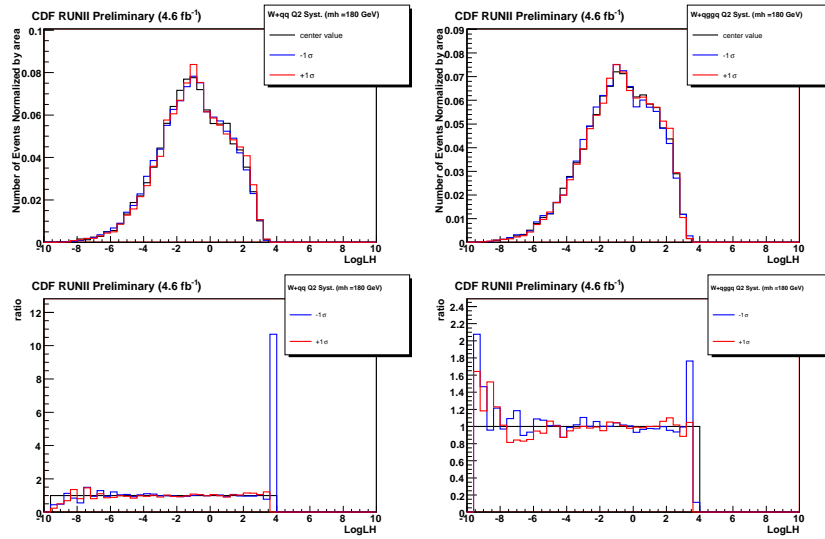 CDF RUNII Preliminary (4.6 fb⁻¹)
W+qq Q2 Syst. (mh =180 GeV)
center value
-1σ
+1σ
Number of Events Normalized by area
0.1
0.08
0.06
0.04
0.02
0
-10 -8 -6 -4 -2 0 2 4 6 8 10
LogLH
CDF RUNII Preliminary (4.6 fb⁻¹)
W+qggq Q2 Syst. (mh =180 GeV)
center value
-1σ
+1σ
Number of Events Normalized by area
0.09
0.08
0.07
0.06
0.05
0.04
0.03
0.02
0.01
0
-10 -8 -6 -4 -2 0 2 4 6 8 10
LogLH
CDF RUNII Preliminary (4.6 fb⁻¹)
W+qq Q2 Syst. (mh =180 GeV)
-1σ
+1σ
ratio
12
10
8
6
4
2
0
-10 -8 -6 -4 -2 0 2 4 6 8 10
LogLH
CDF RUNII Preliminary (4.6 fb⁻¹)
W+qggq Q2 Syst. (mh =180 GeV)
-1σ
+1σ
ratio
2.4
2.2
2
1.8
1.6
1.4
1.2
1
0.8
0.6
0.4
0.2
0
-10 -8 -6 -4 -2 0 2 4 6 8 10
LogLH